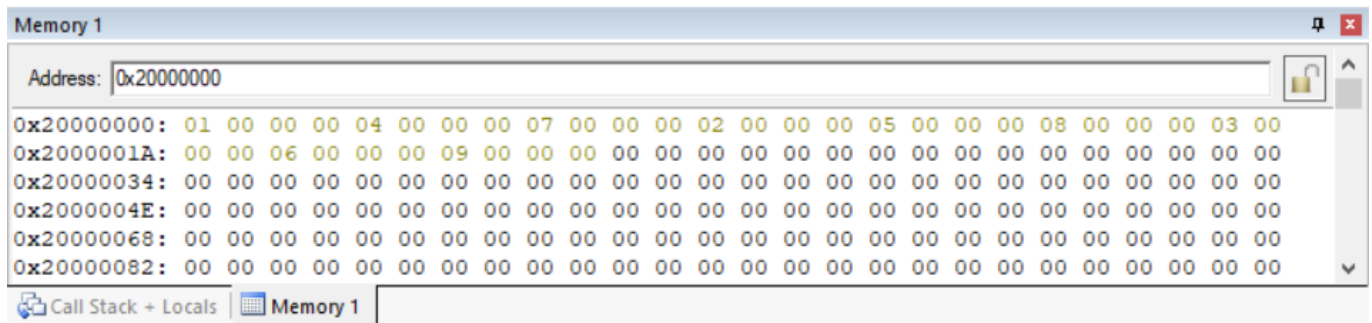 Memory 1
Address: 0x20000000
0x20000000: 01 00 00 00 04 00 00 00 07 00 00 00 02 00 00 00 05 00 00 00 08 00 00 00 03 00
0x2000001A: 00 00 06 00 00 00 09 00 00 00 00 00 00 00 00 00 00 00 00 00 00 00 00 00 00 00
0x20000034: 00 00 00 00 00 00 00 00 00 00 00 00 00 00 00 00 00 00 00 00 00 00 00 00 00 00
0x2000004E: 00 00 00 00 00 00 00 00 00 00 00 00 00 00 00 00 00 00 00 00 00 00 00 00 00 00
0x20000068: 00 00 00 00 00 00 00 00 00 00 00 00 00 00 00 00 00 00 00 00 00 00 00 00 00 00
0x20000082: 00 00 00 00 00 00 00 00 00 00 00 00 00 00 00 00 00 00 00 00 00 00 00 00 00 00
Call Stack + Locals Memory 1